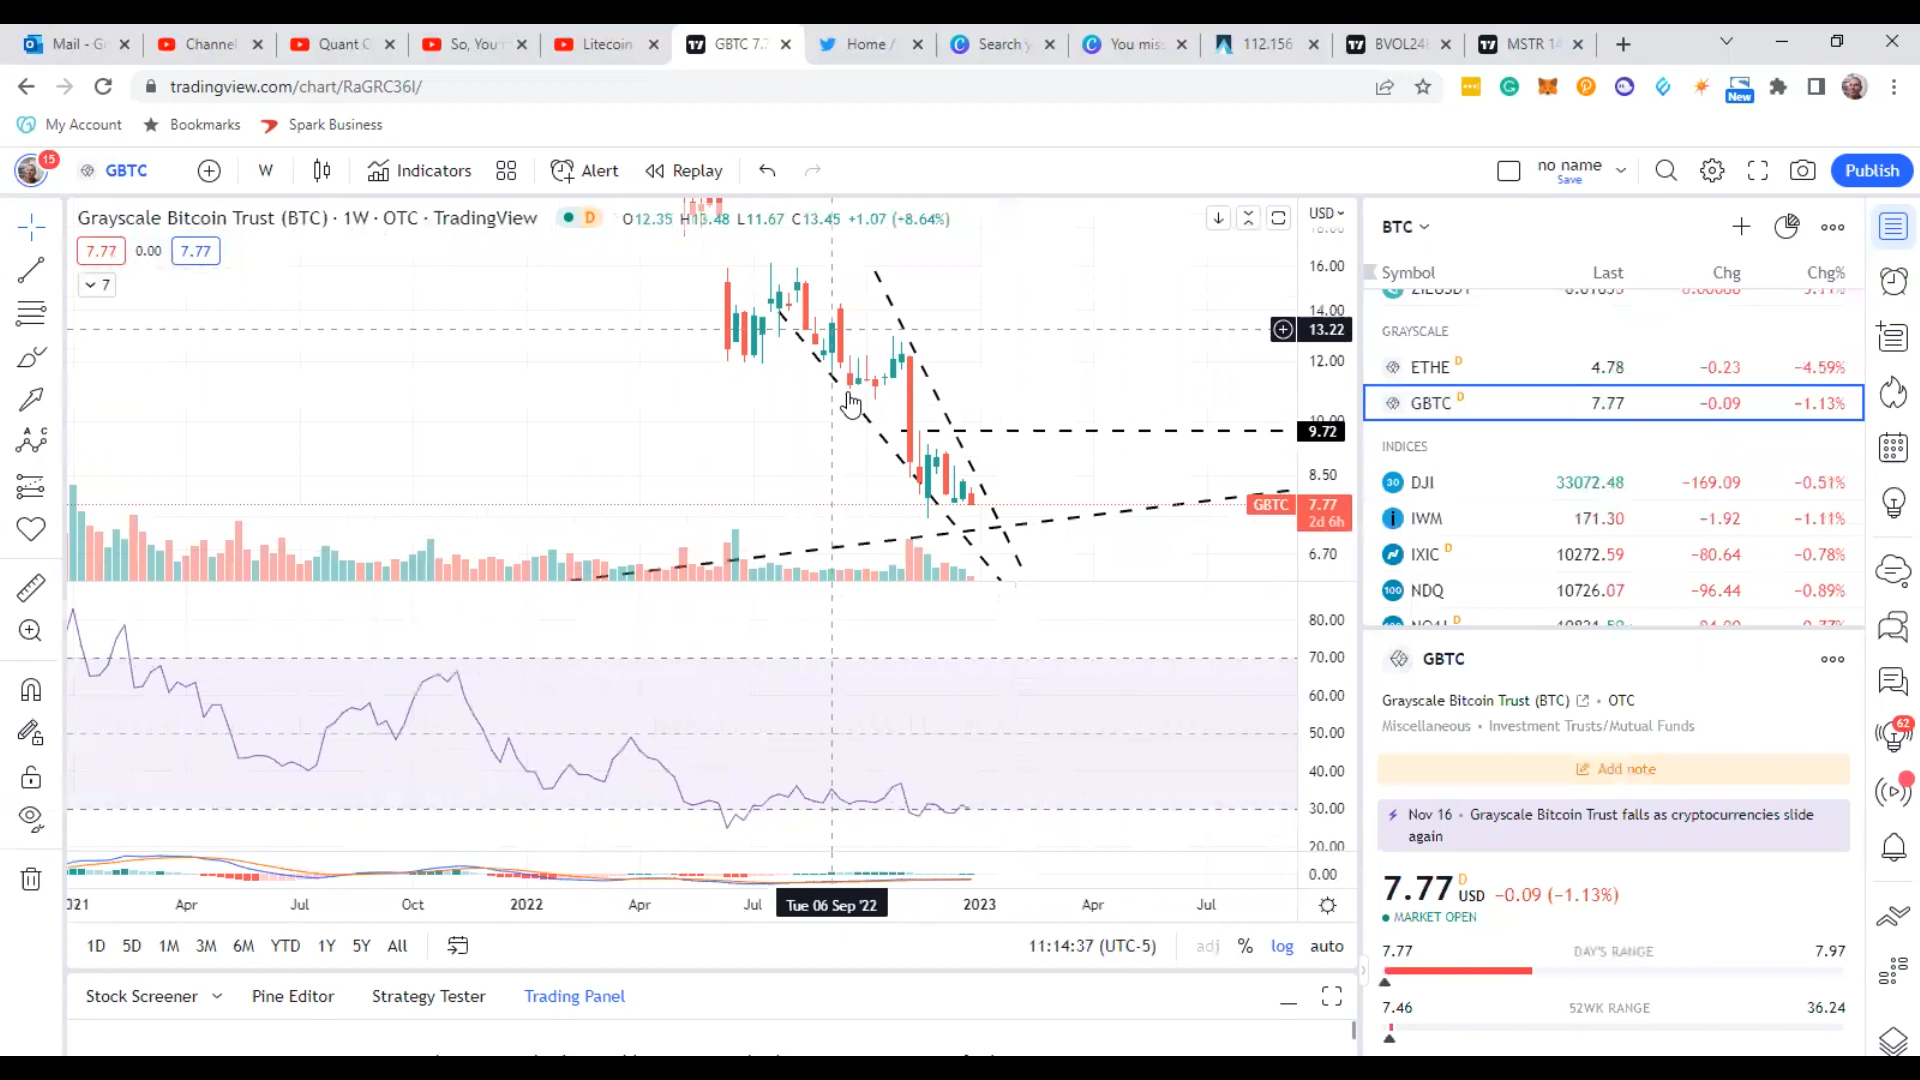 Mail - G
Channel
Quant C
So, You'r
Litecoin
GBTC 7.7
Home /
Search y
You mis
112.156
BVOL24
MSTR 14
tradingview.com/chart/RaGRC36I/
New
My Account
Bookmarks
Spark Business
15
GBTC
W
Indicators
Alert
Replay
no name
Save
Publish
Grayscale Bitcoin Trust (BTC) · 1W · OTC · TradingView
D
O12.35 H13.48 L11.67 C13.45 +1.07 (+8.64%)
USD
7.77 0.00 7.77
7
18.00
16.00
14.00
13.22
12.00
10.00
9.72
8.50
GBTC 7.77
2d 6h
6.70
80.00
70.00
60.00
50.00
40.00
30.00
20.00
0.00
2021 Apr Jul Oct 2022 Apr Jul Tue 06 Sep '22 2023 Apr Jul
1D 5D 1M 3M 6M YTD 1Y 5Y All
11:14:37 (UTC-5)
adj % log auto
Stock Screener
Pine Editor
Strategy Tester
Trading Panel
BTC
Symbol Last Chg Chg%
GRAYSCALE
ETHE D 4.78 −0.23 −4.59%
GBTC D 7.77 −0.09 −1.13%
INDICES
30 DJI 33072.48 −169.09 −0.51%
IWM 171.30 −1.92 −1.11%
IXIC D 10272.59 −80.64 −0.78%
100 NDQ 10726.07 −96.44 −0.89%
GBTC
Grayscale Bitcoin Trust (BTC) • OTC
Miscellaneous • Investment Trusts/Mutual Funds
Add note
Nov 16 • Grayscale Bitcoin Trust falls as cryptocurrencies slide
again
7.77 D USD −0.09 (−1.13%)
MARKET OPEN
7.77 DAY'S RANGE 7.97
7.46 52WK RANGE 36.24
62